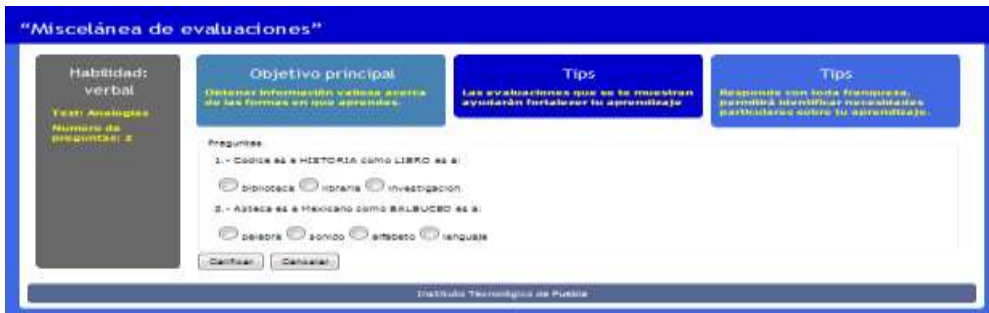 “Miscelánea de evaluaciones”
Habilidad:
verbal
Test: Analogias
Numero de
preguntas: 2
Objetivo principal
Obtener información valiosa acerca
de las formas en que aprendes.
Tips
Las evaluaciones que se te muestran
ayudarán fortalecer tu aprendizaje
Tips
Responde con toda franqueza,
permitirá identificar necesidades
particulares sobre tu aprendizaje.
Preguntas
1.- Codice es a HISTORIA como LIBRO es a:
biblioteca libreria investigacion
2.- Azteca es a Mexicano como BALBUCEO es a:
palabra sonido alfabeto lenguaje
Calificar Cancelar
Instituto Tecnológico de Puebla